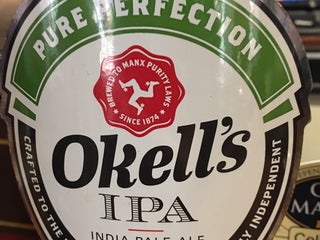 PURE PERFECTION
BREWED TO MANX PURITY LAWS
SINCE 1874
Okell's
IPA
INDIA PALE ALE
CRAFTED TO THE
INDEPENDENT